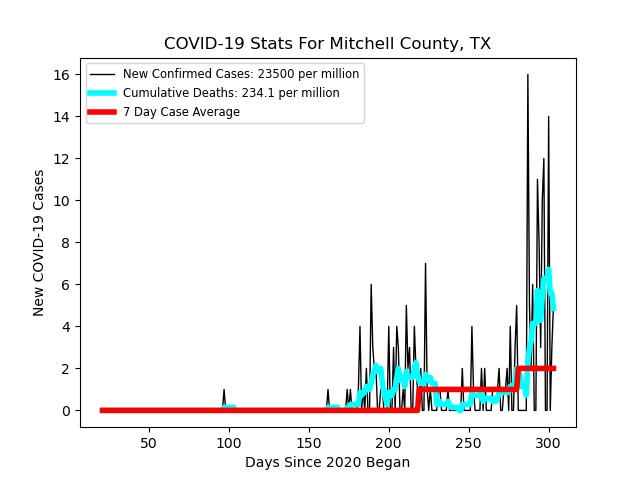 COVID-19 Stats For Mitchell County, TX
New Confirmed Cases: 23500 per million
Cumulative Deaths: 234.1 per million
7 Day Case Average
16
14
12
10
8
6
4
2
0
New COVID-19 Cases
50 100 150 200 250 300
Days Since 2020 Began